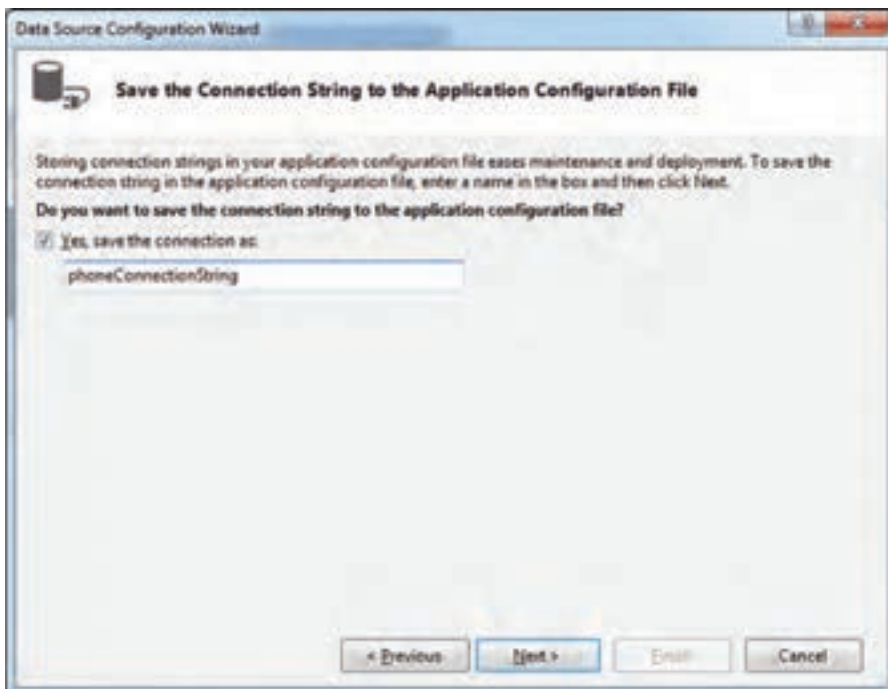 Data Source Configuration Wizard
Save the Connection String to the Application Configuration File
Storing connection strings in your application configuration file eases maintenance and deployment. To save the
connection string in the application configuration file, enter a name in the box and then click Next.
Do you want to save the connection string to the application configuration file?
Yes, save the connection as:
phoneConnectionString
< Previous
Next >
Finish
Cancel